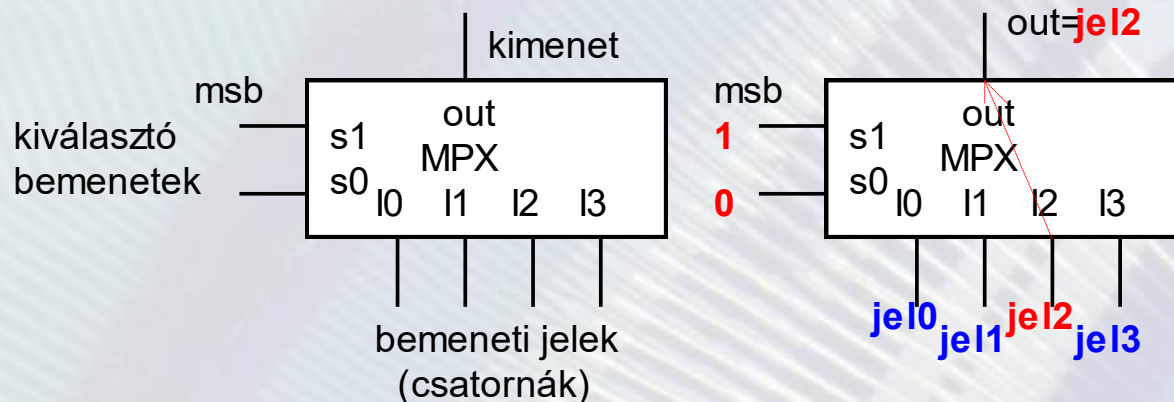 kimenet
msb
kiválasztó
bemenetek
out
s1
MPX
s0
I0 I1 I2 I3
bemeneti jelek
(csatornák)
out=jel2
msb
1
0
out
s1
MPX
s0
I0 I1 I2 I3
jel0 jel1 jel2 jel3